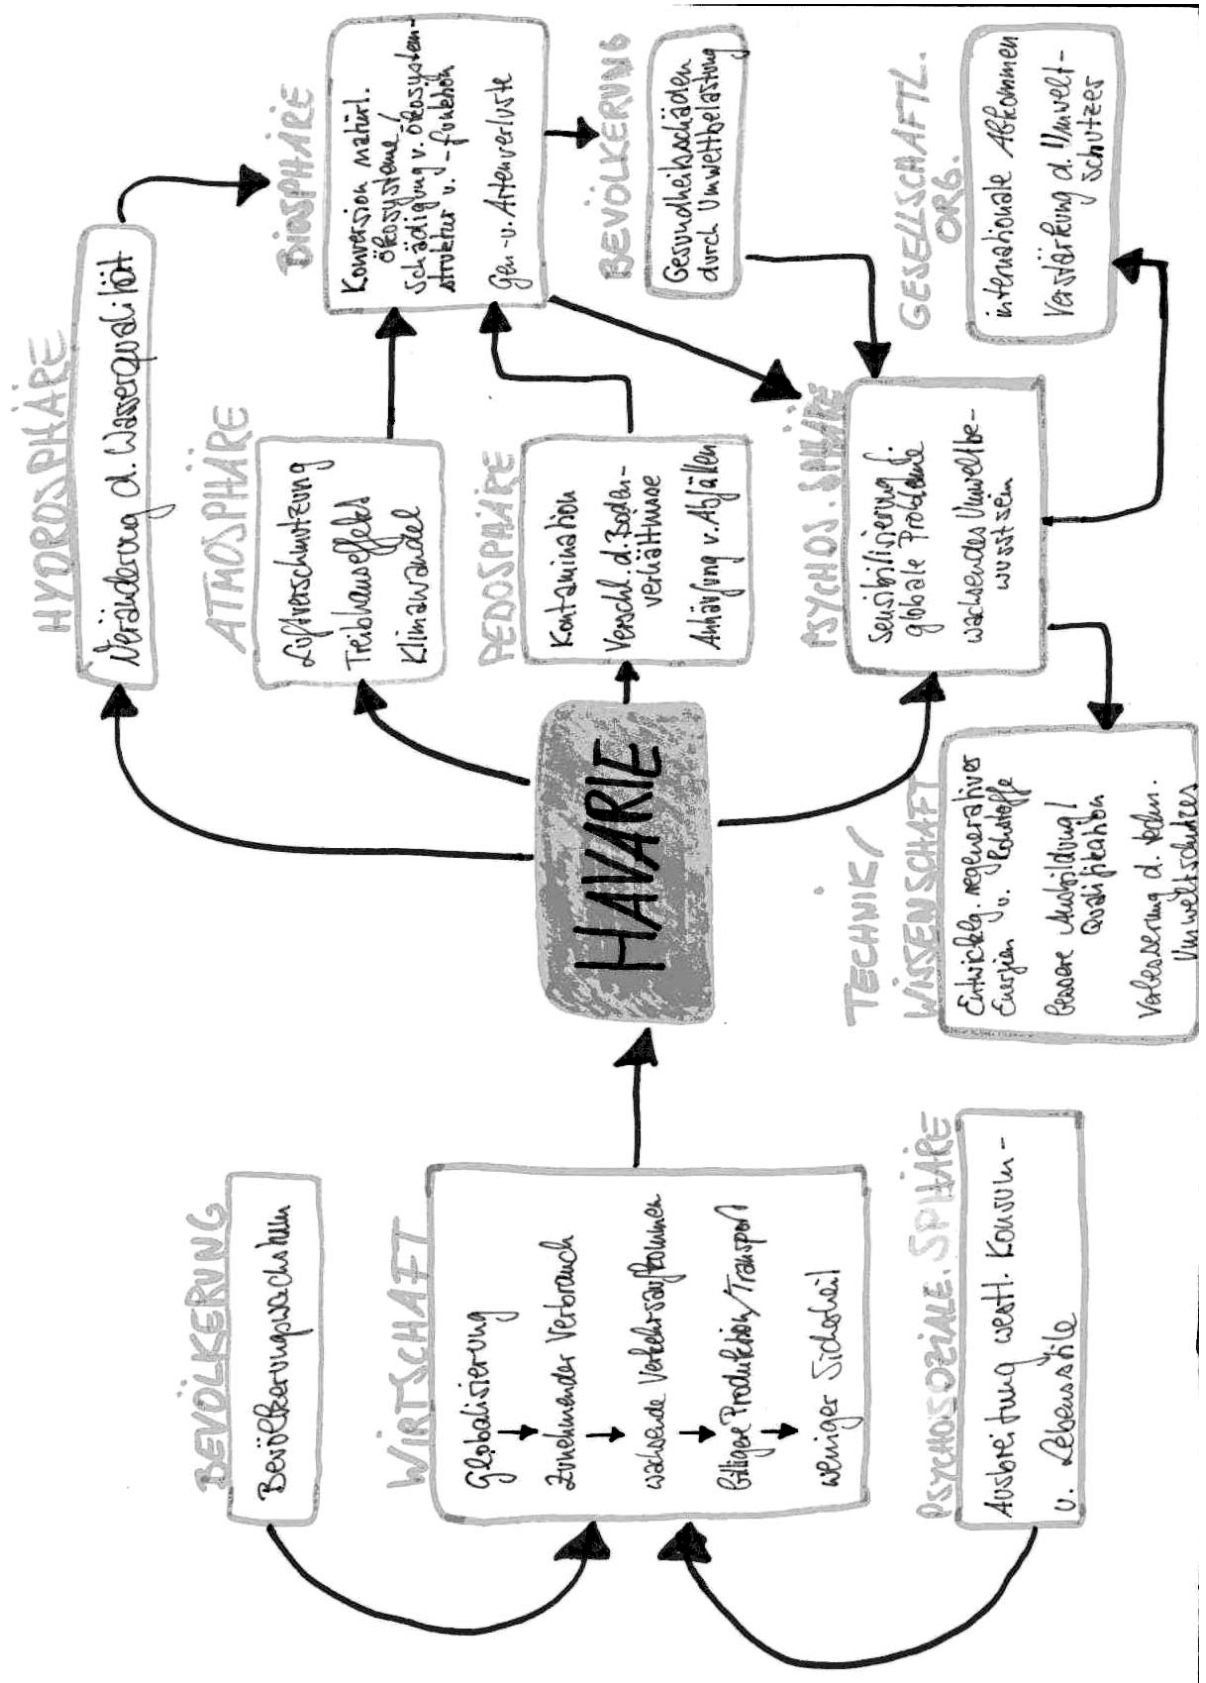 BEVÖLKERUNG
Bevölkerungswachstum
WIRTSCHAFT
Globalisierung
zunehmender Verbrauch
wachsende Verkehrsaufkommen
billigere Produktion/Transport
weniger Sicherheit
PSYCHOSOZIALE. SPHÄRE
Ausbreitung westl. Konsum-
u. Lebensstile
HAVARIE
HYDROSPHÄRE
Veränderung d. Wasserqualität
ATMOSPHÄRE
Luftverschmutzung
Treibhauseffekt
Klimawandel
PEDOSPHÄRE
Kontamination
Verschl. d. Boden-
verhältnisse
Anhäufung v. Abfällen
PSYCHOS. SPHÄRE
Sensibilisierung f.
globale Probleme
wachsendes Umweltbe-
wusstsein
TECHNIK/
WISSENSCHAFT
Entwicklg. regenerativer
Energien u. Rohstoffe
bessere Ausbildung/
Qualifikation
Verbesserung d. techn.
Umweltschutzes
BIOSPHÄRE
Konversion natürl.
Ökosysteme/
Schädigung v. Ökosystem-
struktur u. -funktion
Gen- u. Artenverluste
BEVÖLKERUNG
Gesundheitsschäden
durch Umweltbelastung
GESELLSCHAFTL.
ORG.
internationale Abkommen
Verstärkung d. Umwelt-
schutzes